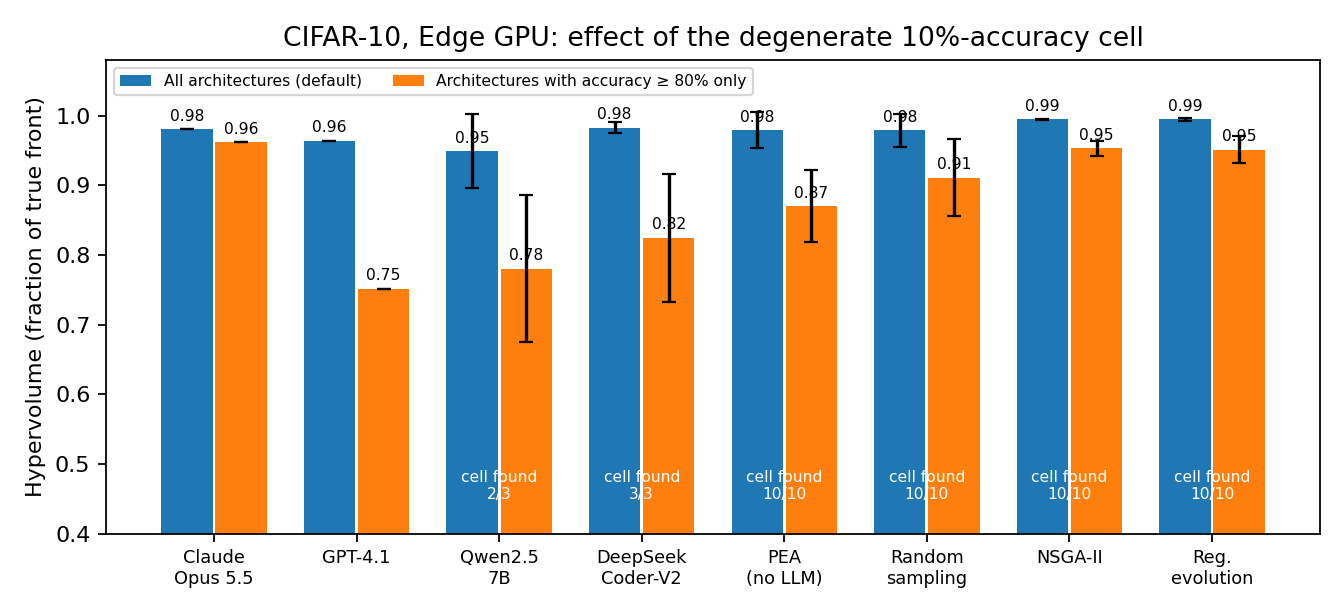 CIFAR-10, Edge GPU: effect of the degenerate 10%-accuracy cell
All architectures (default)
Architectures with accuracy ≥ 80% only
Hypervolume (fraction of true front)
1.0
0.9
0.8
0.7
0.6
0.5
0.4
0.98
0.96
0.96
0.75
0.95
0.78
0.98
0.82
0.98
0.87
0.98
0.91
0.99
0.95
0.99
0.95
cell found
2/3
cell found
3/3
cell found
10/10
cell found
10/10
cell found
10/10
cell found
10/10
Claude
Opus 5.5
GPT-4.1
Qwen2.5
7B
DeepSeek
Coder-V2
PEA
(no LLM)
Random
sampling
NSGA-II
Reg.
evolution